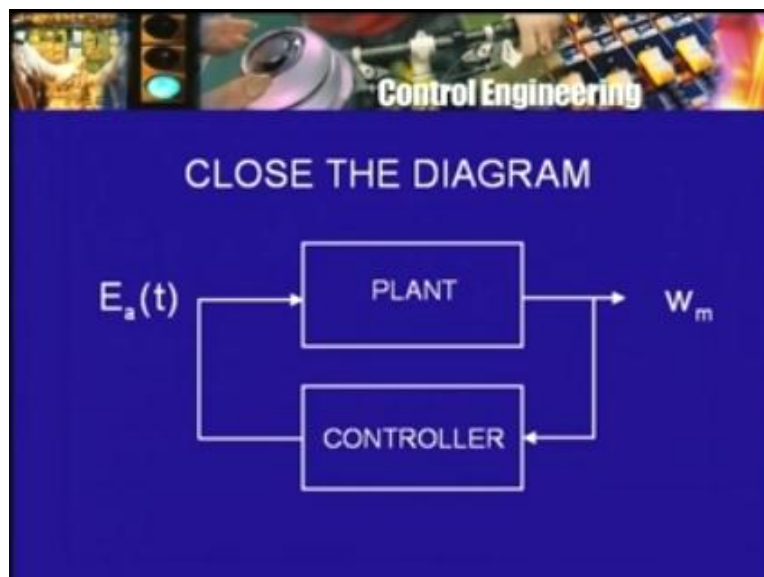 Control Engineering
CLOSE THE DIAGRAM
PLANT
Eₐ(t)
wₘ
CONTROLLER